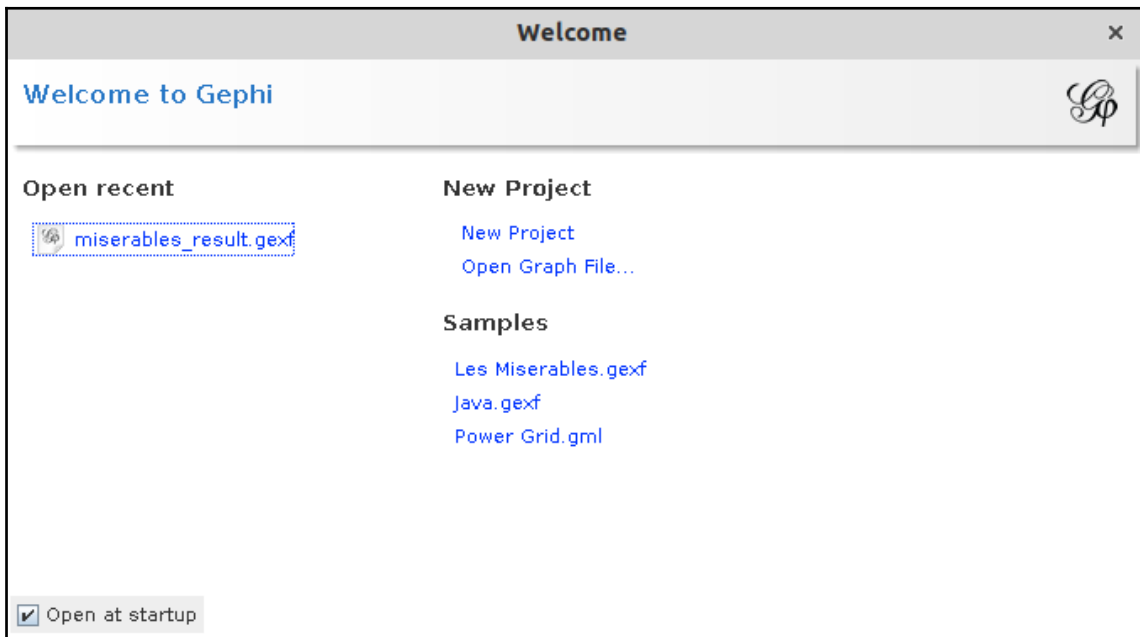 Welcome
Welcome to Gephi
Open recent
miserables_result.gexf
New Project
New Project
Open Graph File...
Samples
Les Miserables.gexf
Java.gexf
Power Grid.gml
Open at startup